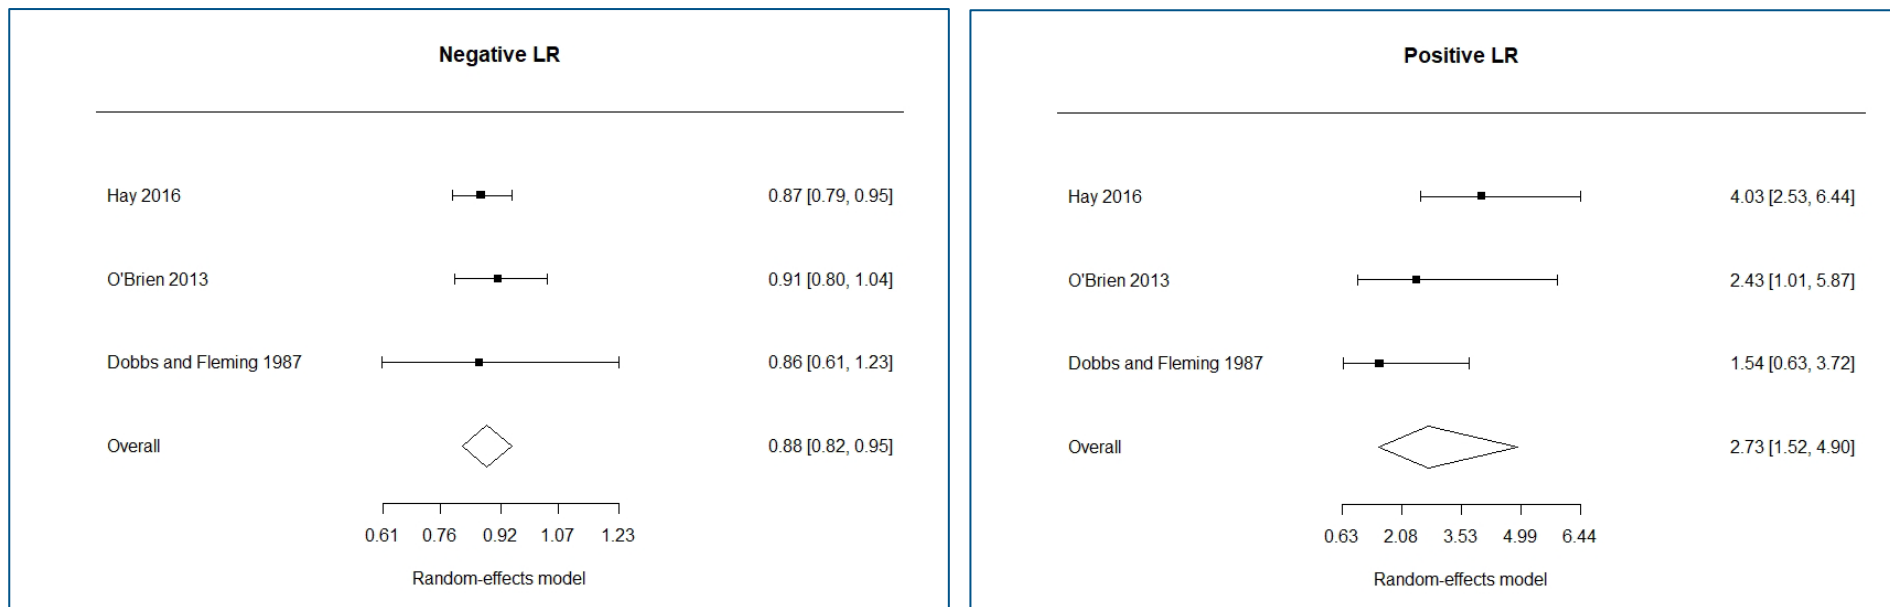 Negative LR
Hay 2016 0.87 [0.79, 0.95]
O'Brien 2013 0.91 [0.80, 1.04]
Dobbs and Fleming 1987 0.86 [0.61, 1.23]
Overall 0.88 [0.82, 0.95]
0.61 0.76 0.92 1.07 1.23
Random-effects model
Positive LR
Hay 2016 4.03 [2.53, 6.44]
O'Brien 2013 2.43 [1.01, 5.87]
Dobbs and Fleming 1987 1.54 [0.63, 3.72]
Overall 2.73 [1.52, 4.90]
0.63 2.08 3.53 4.99 6.44
Random-effects model